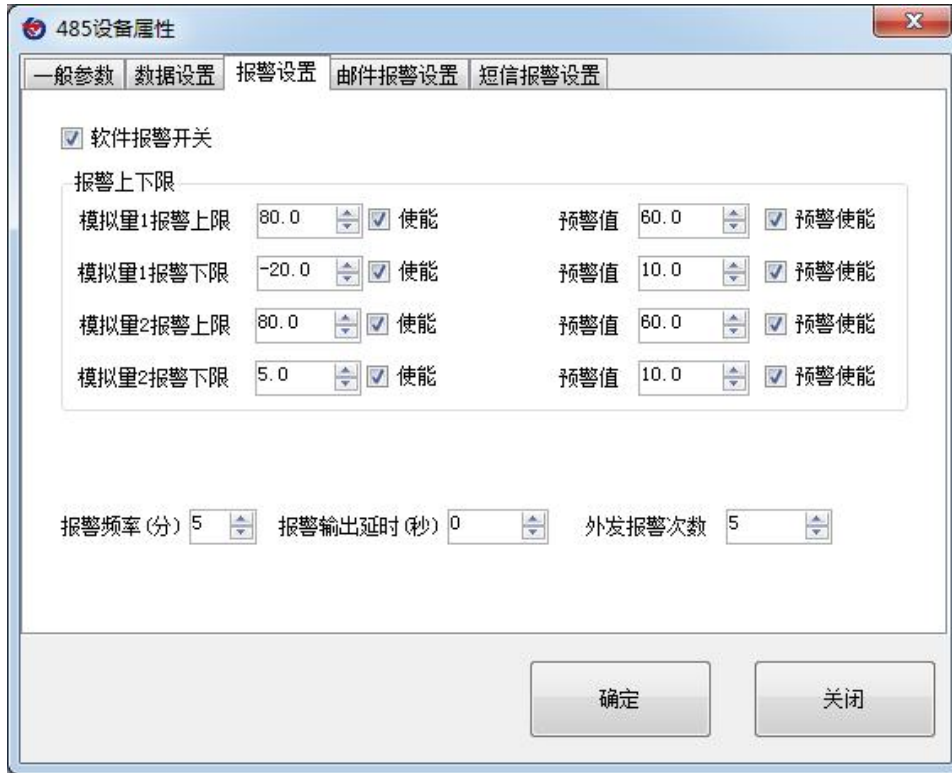 485设备属性
一般参数 数据设置 报警设置 邮件报警设置 短信报警设置
软件报警开关
报警上下限
模拟量1报警上限 80.0 使能 预警值 60.0 预警使能
模拟量1报警下限 -20.0 使能 预警值 10.0 预警使能
模拟量2报警上限 80.0 使能 预警值 60.0 预警使能
模拟量2报警下限 5.0 使能 预警值 10.0 预警使能
报警频率(分) 5 报警输出延时(秒) 0 外发报警次数 5
确定 关闭